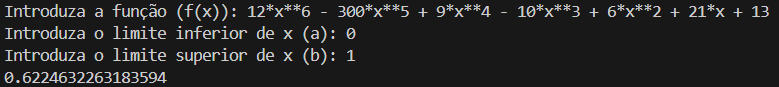 Introduza a função (f(x)): 12*x**6 - 300*x**5 + 9*x**4 - 10*x**3 + 6*x**2 + 21*x + 13
Introduza o limite inferior de x (a): 0
Introduza o limite superior de x (b): 1
0.6224632263183594